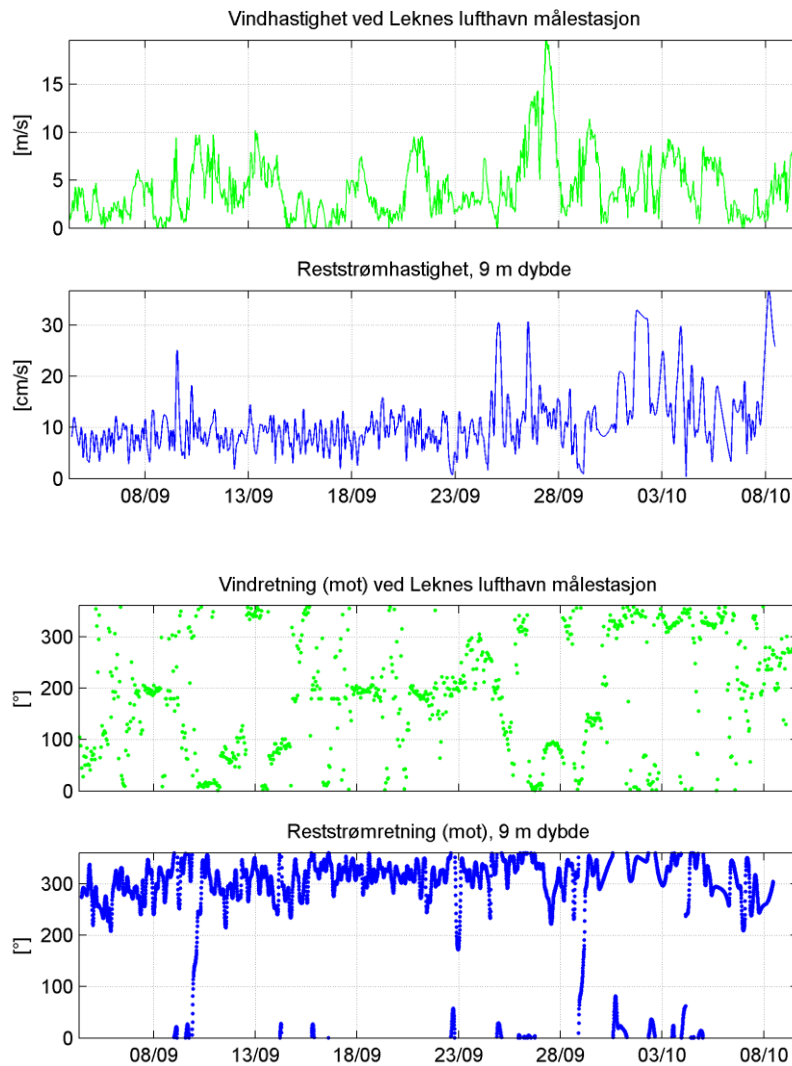 Vindhastighet ved Leknes lufthavn målestasjon
15
10
5
0
[m/s]
Reststrømhastighet, 9 m dybde
30
20
10
0
[cm/s]
08/09 13/09 18/09 23/09 28/09 03/10 08/10
Vindretning (mot) ved Leknes lufthavn målestasjon
300
200
100
0
[°]
Reststrømretning (mot), 9 m dybde
300
200
100
0
[°]
08/09 13/09 18/09 23/09 28/09 03/10 08/10